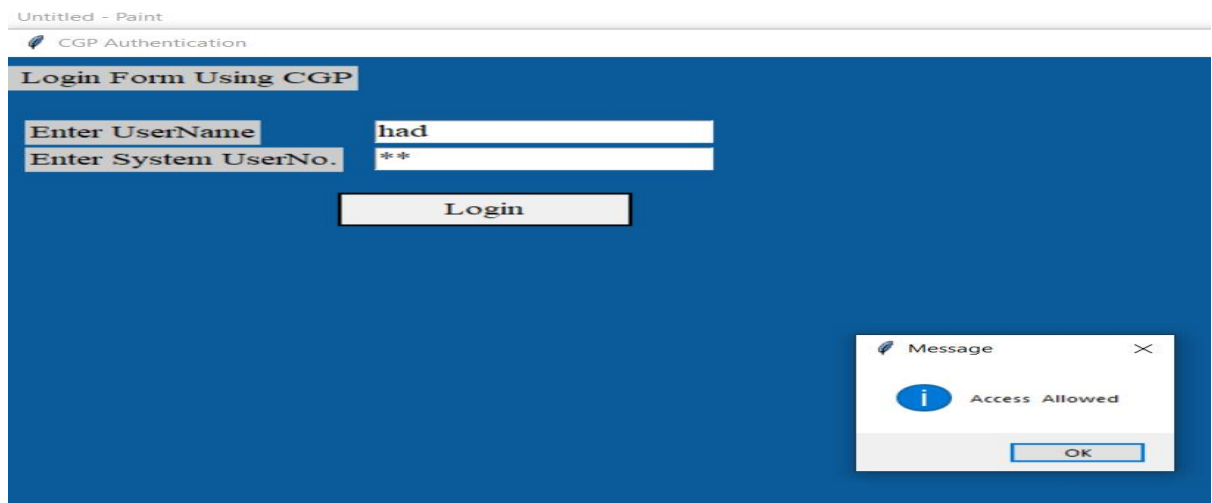 Untitled - Paint
CGP Authentication
Login Form Using CGP
Enter UserName had
Enter System UserNo. **
Login
Message
i Access Allowed
OK